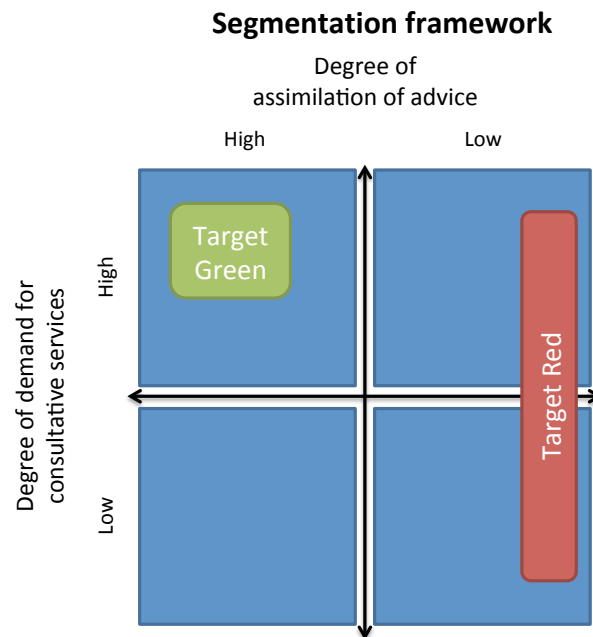 Segmentation framework
Degree of
assimilation of advice
High
Low
Target
Green
Target Red
High
Low
Degree of demand for
consultative services